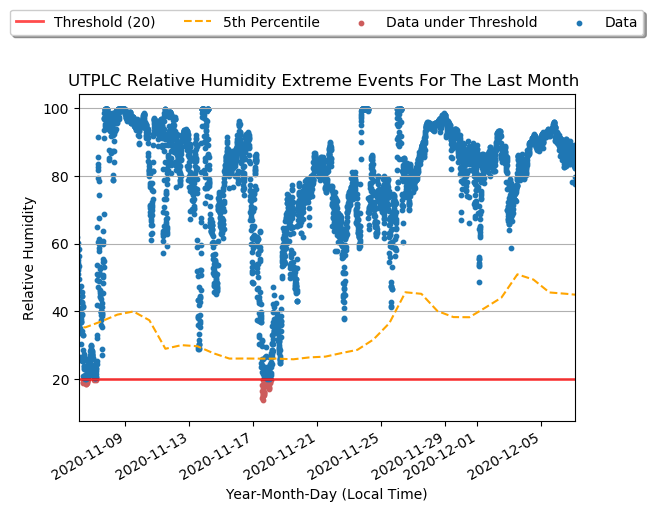 Threshold (20) 5th Percentile Data under Threshold Data
UTPLC Relative Humidity Extreme Events For The Last Month
100
80
60
40
20
Relative Humidity
2020-11-09 2020-11-13 2020-11-17 2020-11-21 2020-11-25 2020-11-29 2020-12-01 2020-12-05
Year-Month-Day (Local Time)